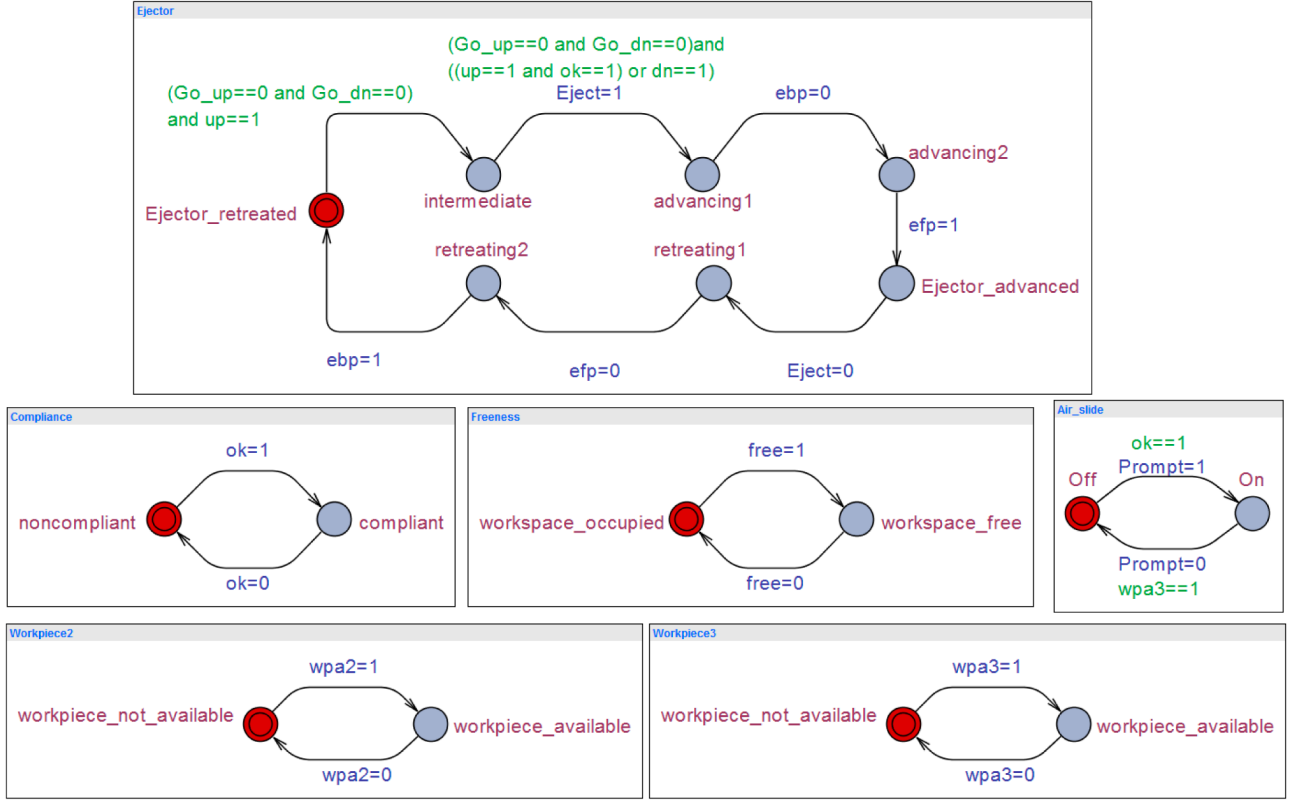 Ejector
(Go_up==0 and Go_dn==0)and
((up==1 and ok==1) or dn==1)
(Go_up==0 and Go_dn==0)
and up==1
Eject=1
ebp=0
advancing2
intermediate
advancing1
Ejector_retreated
efp=1
retreating2
retreating1
Ejector_advanced
ebp=1
efp=0
Eject=0
Compliance
ok=1
noncompliant
compliant
ok=0
Freeness
free=1
workspace_occupied
workspace_free
free=0
Air_slide
ok==1
Prompt=1
Off
On
Prompt=0
wpa3==1
Workpiece2
wpa2=1
workpiece_not_available
workpiece_available
wpa2=0
Workpiece3
wpa3=1
workpiece_not_available
workpiece_available
wpa3=0